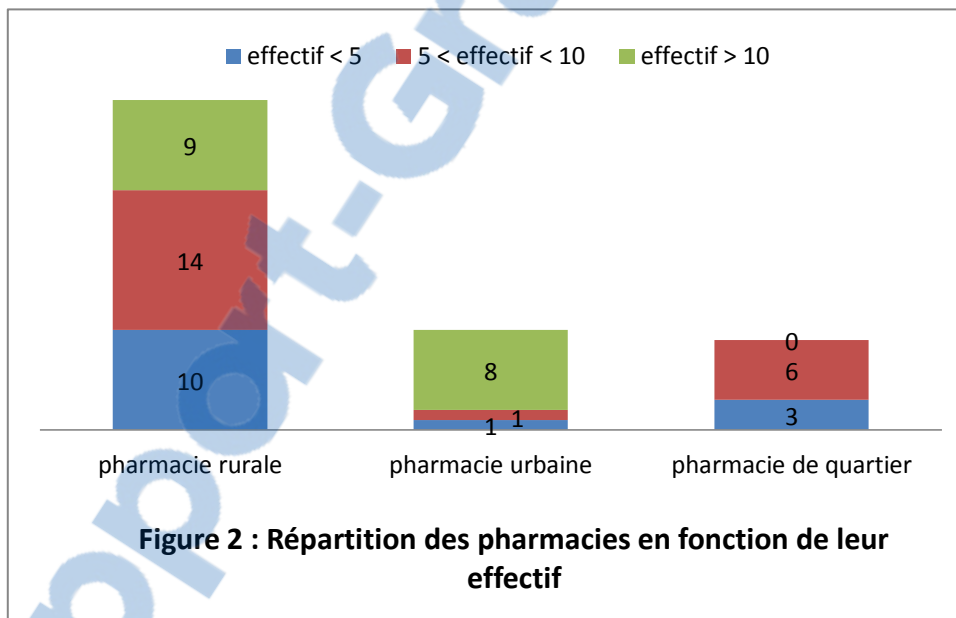 effectif < 5 5 < effectif < 10 effectif > 10
9
14
10
8
1
1
0
6
3
pharmacie rurale pharmacie urbaine pharmacie de quartier
Figure 2 : Répartition des pharmacies en fonction de leur
effectif